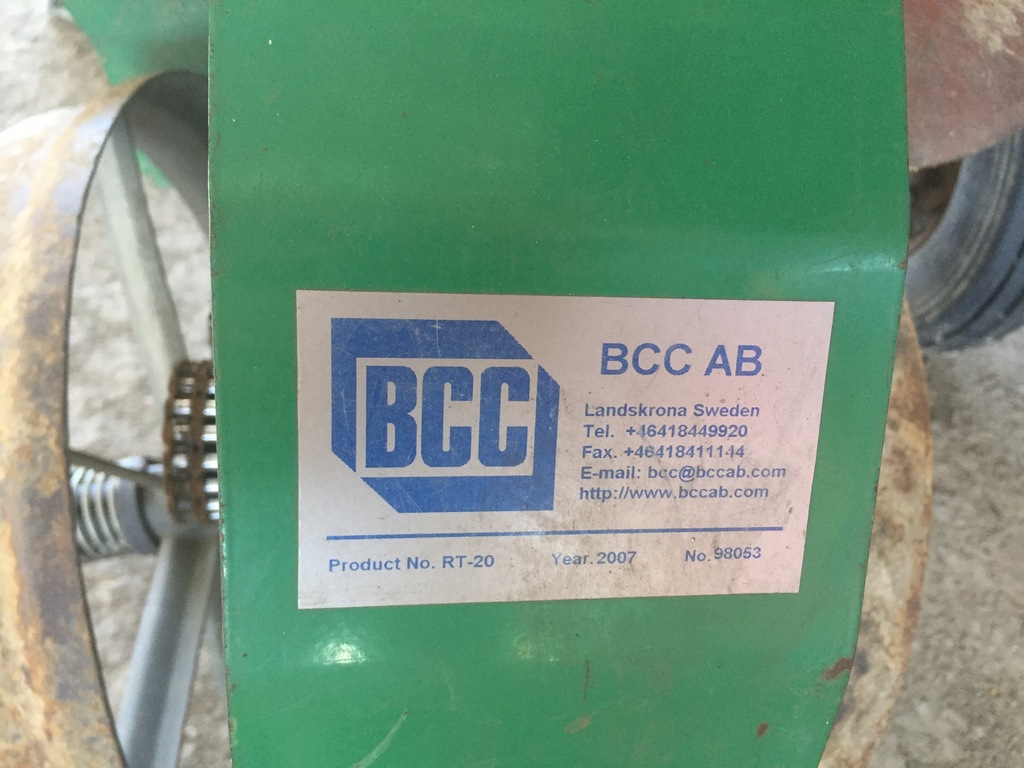 BCC
BCC AB
Landskrona Sweden
Tel. +46418449920
Fax. +46418411144
E-mail: bcc@bccab.com
http://www.bccab.com
Product No. RT-20 Year. 2007 No. 98053